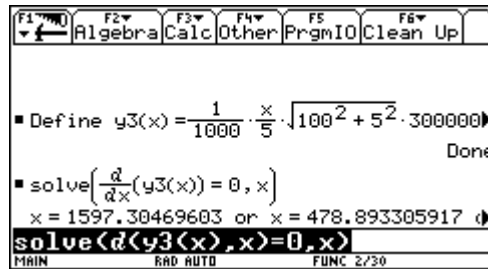 F1 F2 F3 F4 F5 F6
Algebra Calc Other PrgmIO Clean Up
▪ Define y3(x) = 1/1000 · x/5 · √100² + 5² · 300000▶
Done
▪ solve(d/dx(y3(x)) = 0, x)
x = 1597.30469603 or x = 478.893305917
solve(d(y3(x),x)=0,x)
MAIN RAD AUTO FUNC 2/30